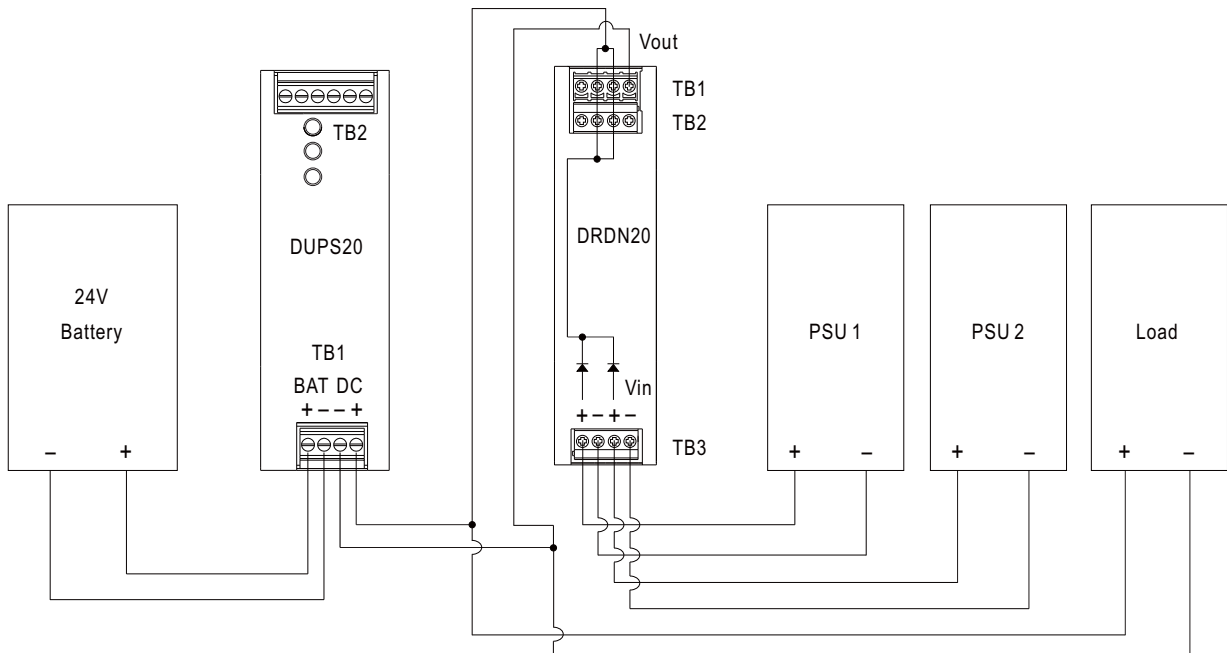 Vout
TB1
TB2
TB2
DUPS20
DRDN20
24V
Battery
PSU 1
PSU 2
Load
TB1
BAT DC
+ − − +
Vin
+ − + −
TB3
− +
+ −
+ −
+ −